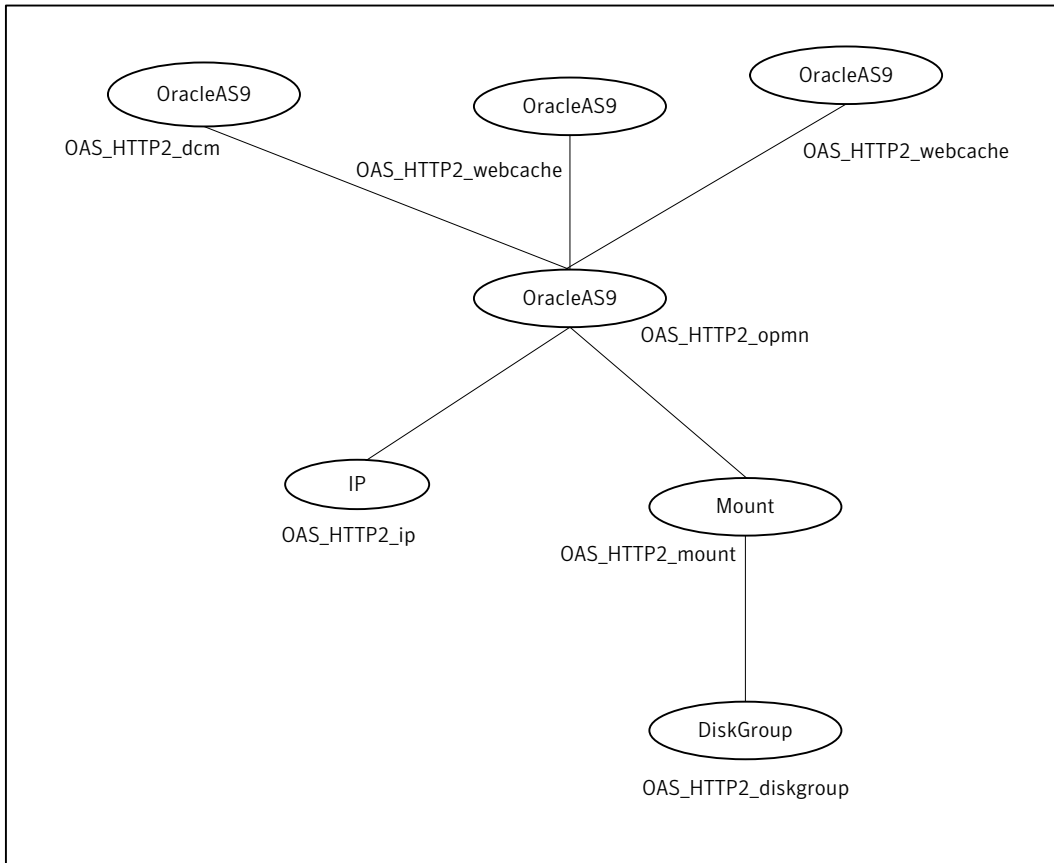 OracleAS9
OAS_HTTP2_dcm
OracleAS9
OAS_HTTP2_webcache
OracleAS9
OAS_HTTP2_webcache
OracleAS9
OAS_HTTP2_opmn
IP
OAS_HTTP2_ip
Mount
OAS_HTTP2_mount
DiskGroup
OAS_HTTP2_diskgroup